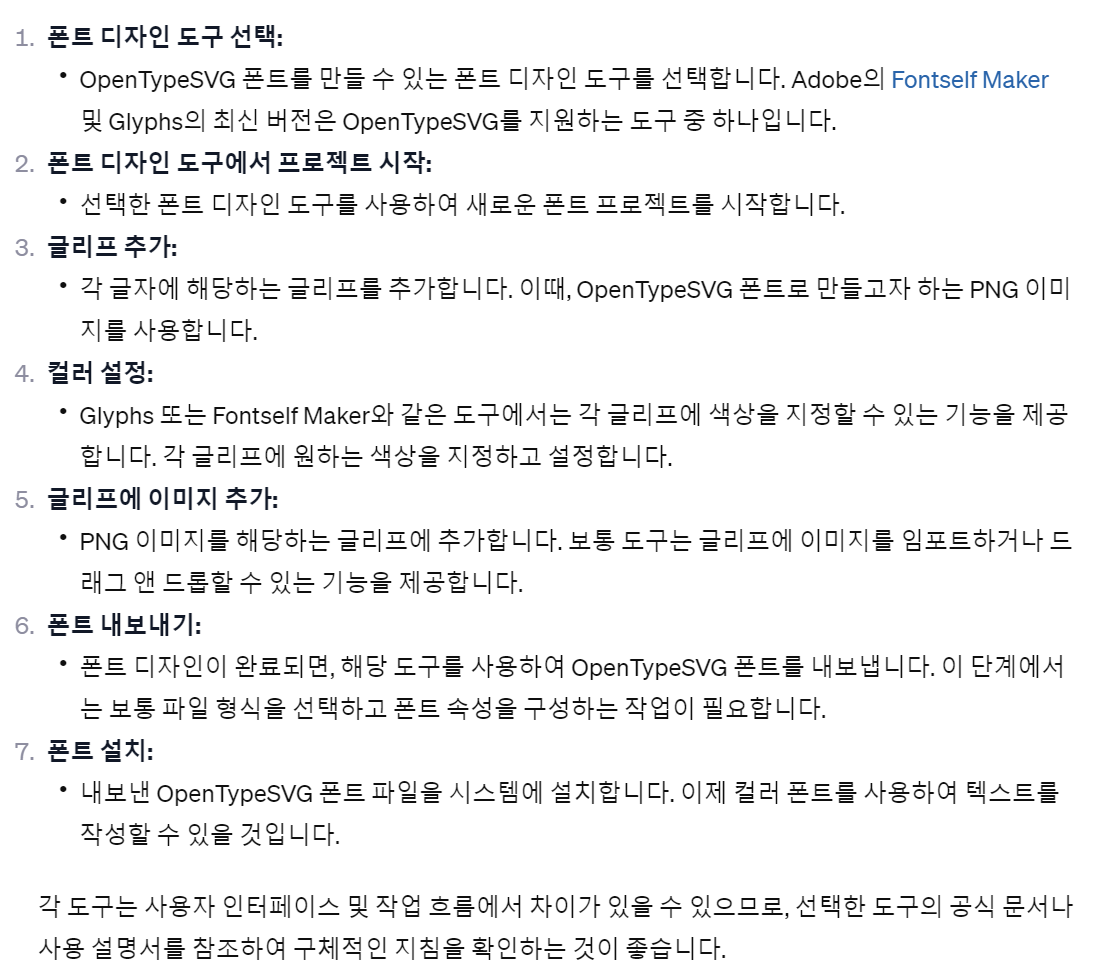 1. 폰트 디자인 도구 선택:
• OpenTypeSVG 폰트를 만들 수 있는 폰트 디자인 도구를 선택합니다. Adobe의 Fontself Maker
및 Glyphs의 최신 버전은 OpenTypeSVG를 지원하는 도구 중 하나입니다.
2. 폰트 디자인 도구에서 프로젝트 시작:
• 선택한 폰트 디자인 도구를 사용하여 새로운 폰트 프로젝트를 시작합니다.
3. 글리프 추가:
• 각 글자에 해당하는 글리프를 추가합니다. 이때, OpenTypeSVG 폰트로 만들고자 하는 PNG 이미
지를 사용합니다.
4. 컬러 설정:
• Glyphs 또는 Fontself Maker와 같은 도구에서는 각 글리프에 색상을 지정할 수 있는 기능을 제공
합니다. 각 글리프에 원하는 색상을 지정하고 설정합니다.
5. 글리프에 이미지 추가:
• PNG 이미지를 해당하는 글리프에 추가합니다. 보통 도구는 글리프에 이미지를 임포트하거나 드
래그 앤 드롭할 수 있는 기능을 제공합니다.
6. 폰트 내보내기:
• 폰트 디자인이 완료되면, 해당 도구를 사용하여 OpenTypeSVG 폰트를 내보냅니다. 이 단계에서
는 보통 파일 형식을 선택하고 폰트 속성을 구성하는 작업이 필요합니다.
7. 폰트 설치:
• 내보낸 OpenTypeSVG 폰트 파일을 시스템에 설치합니다. 이제 컬러 폰트를 사용하여 텍스트를
작성할 수 있을 것입니다.
각 도구는 사용자 인터페이스 및 작업 흐름에서 차이가 있을 수 있으므로, 선택한 도구의 공식 문서나
사용 설명서를 참조하여 구체적인 지침을 확인하는 것이 좋습니다.